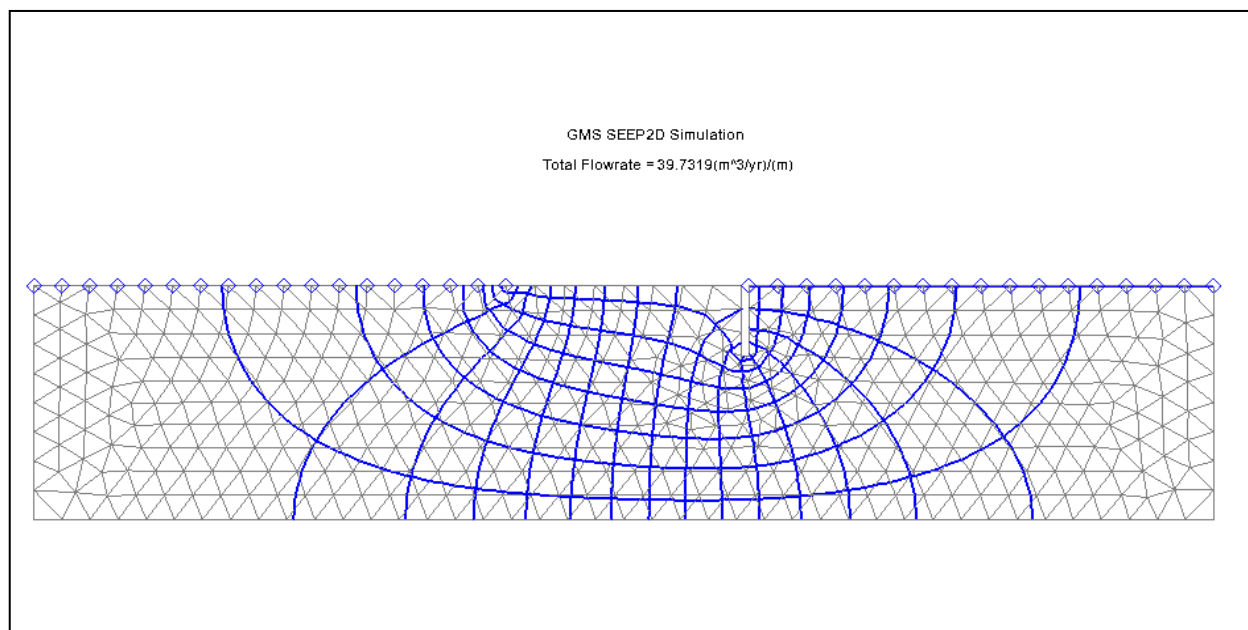 GMS SEEP2D Simulation
Total Flowrate = 39.7319(m^3/yr)/(m)